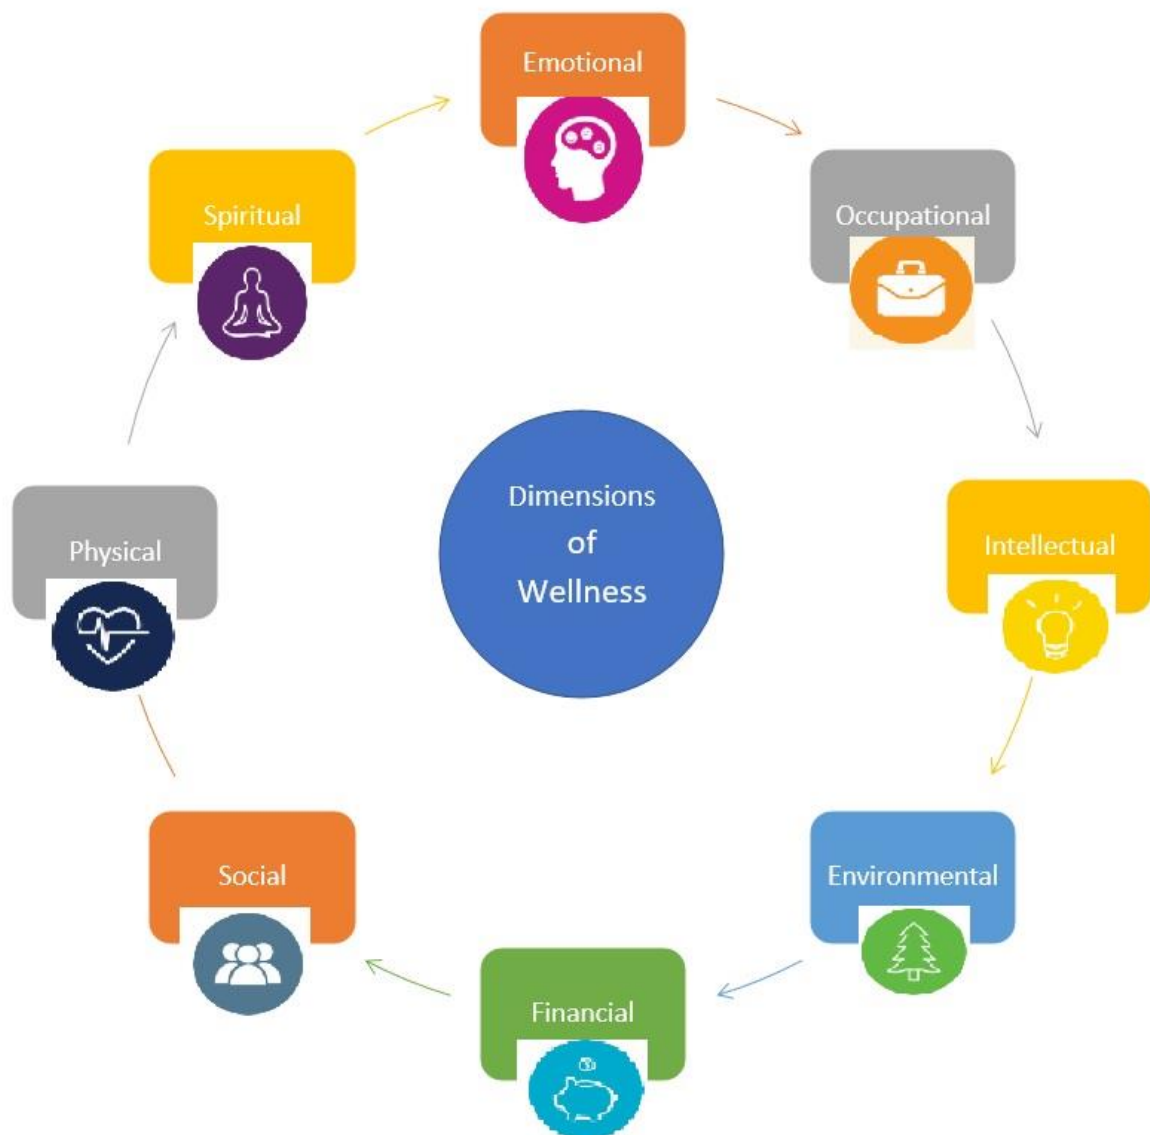 Emotional
Occupational
Intellectual
Environmental
Financial
Social
Physical
Spiritual
Dimensions
of
Wellness